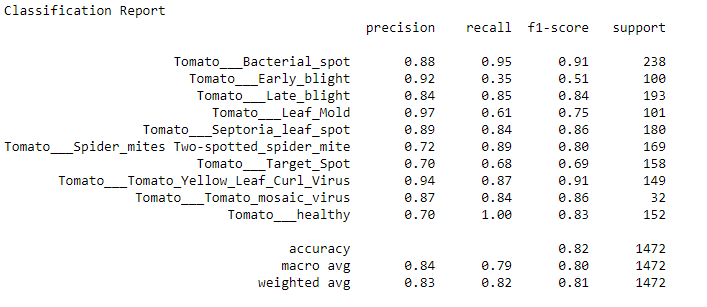 Classification Report
precision recall f1-score support
Tomato___Bacterial_spot 0.88 0.95 0.91 238
Tomato___Early_blight 0.92 0.35 0.51 100
Tomato___Late_blight 0.84 0.85 0.84 193
Tomato___Leaf_Mold 0.97 0.61 0.75 101
Tomato___Septoria_leaf_spot 0.89 0.84 0.86 180
Tomato___Spider_mites Two-spotted_spider_mite 0.72 0.89 0.80 169
Tomato___Target_Spot 0.70 0.68 0.69 158
Tomato___Tomato_Yellow_Leaf_Curl_Virus 0.94 0.87 0.91 149
Tomato___Tomato_mosaic_virus 0.87 0.84 0.86 32
Tomato___healthy 0.70 1.00 0.83 152
accuracy 0.82 1472
macro avg 0.84 0.79 0.80 1472
weighted avg 0.83 0.82 0.81 1472